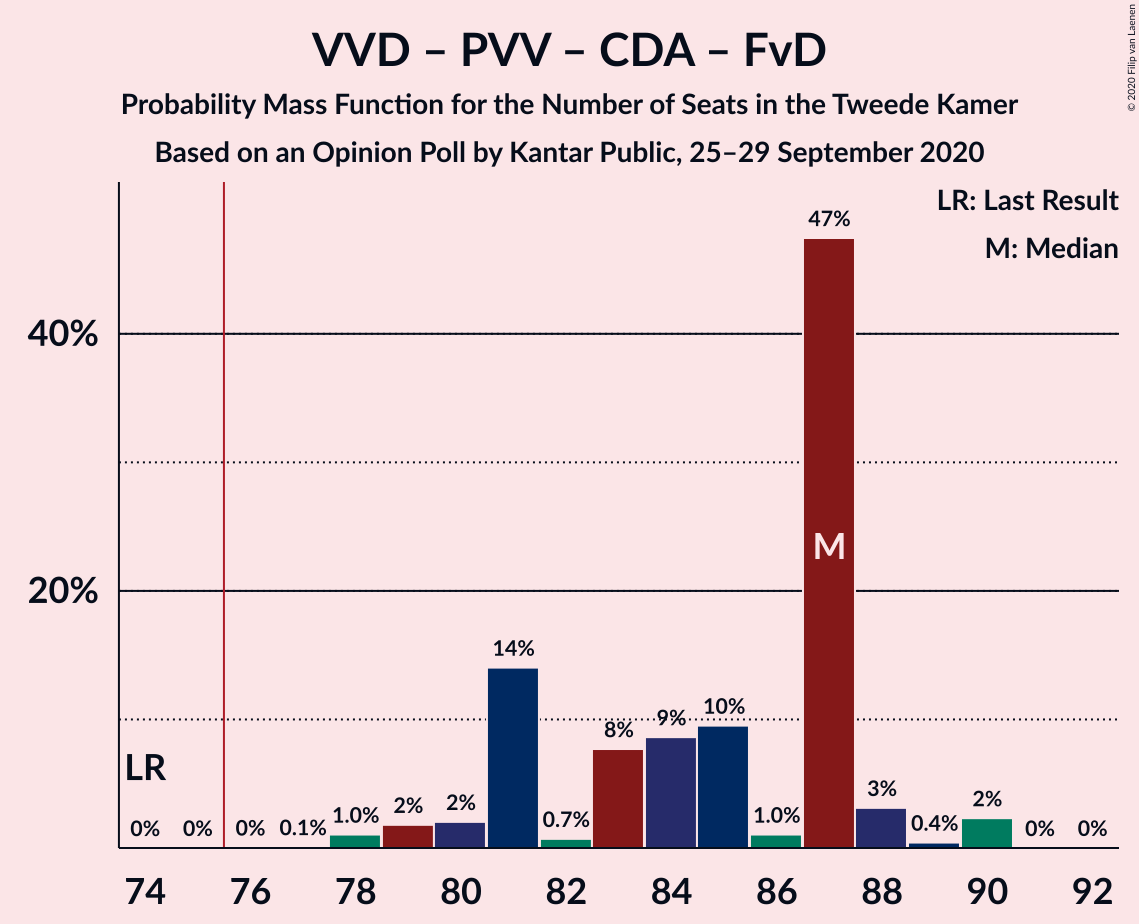 VVD – PVV – CDA – FvD
Probability Mass Function for the Number of Seats in the Tweede Kamer
Based on an Opinion Poll by Kantar Public, 25–29 September 2020
© 2020 Filip van Laenen
LR: Last Result
M: Median
47%
40%
M
20%
14%
10%
9%
8%
LR
3%
2%
2%
2%
1.0%
0.7%
1.0%
0.4%
0%
0%
0%
0.1%
0%
0%
74 76 78 80 82 84 86 88 90 92